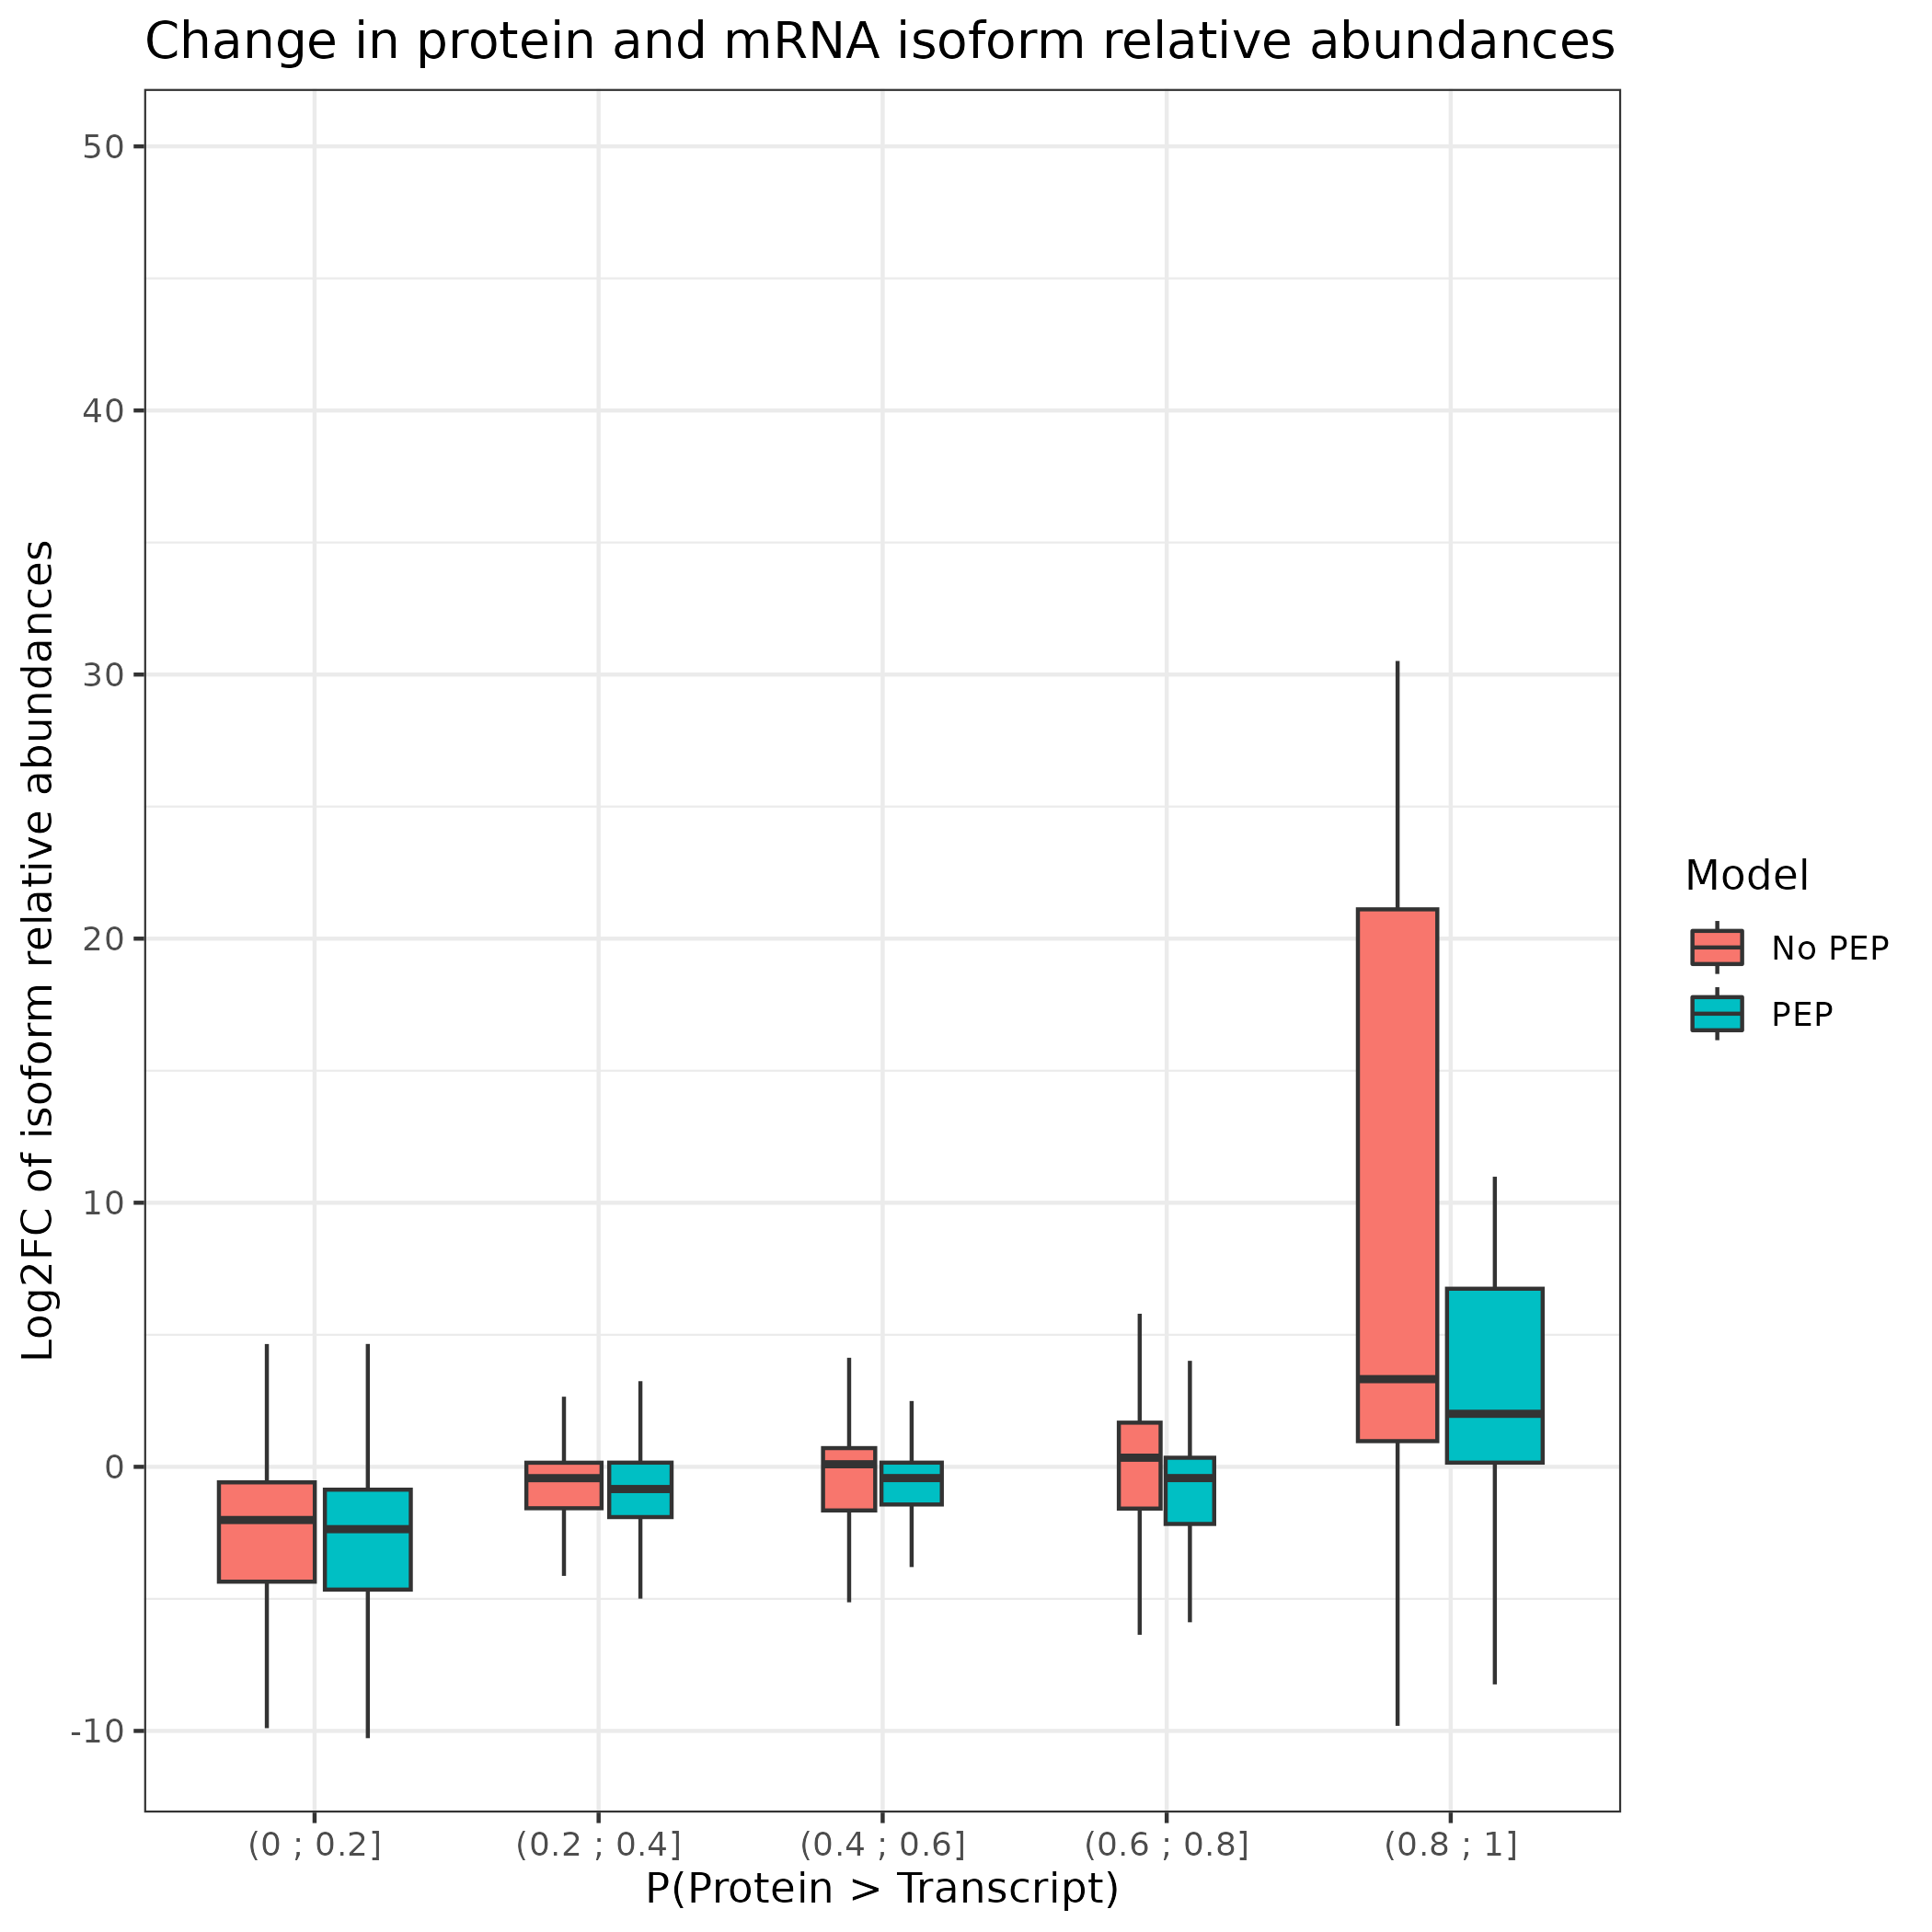 Change in protein and mRNA isoform relative abundances
Log2FC of isoform relative abundances
50
40
30
20
10
0
-10
(0 ; 0.2]
(0.2 ; 0.4]
(0.4 ; 0.6]
(0.6 ; 0.8]
(0.8 ; 1]
P(Protein > Transcript)
Model
No PEP
PEP